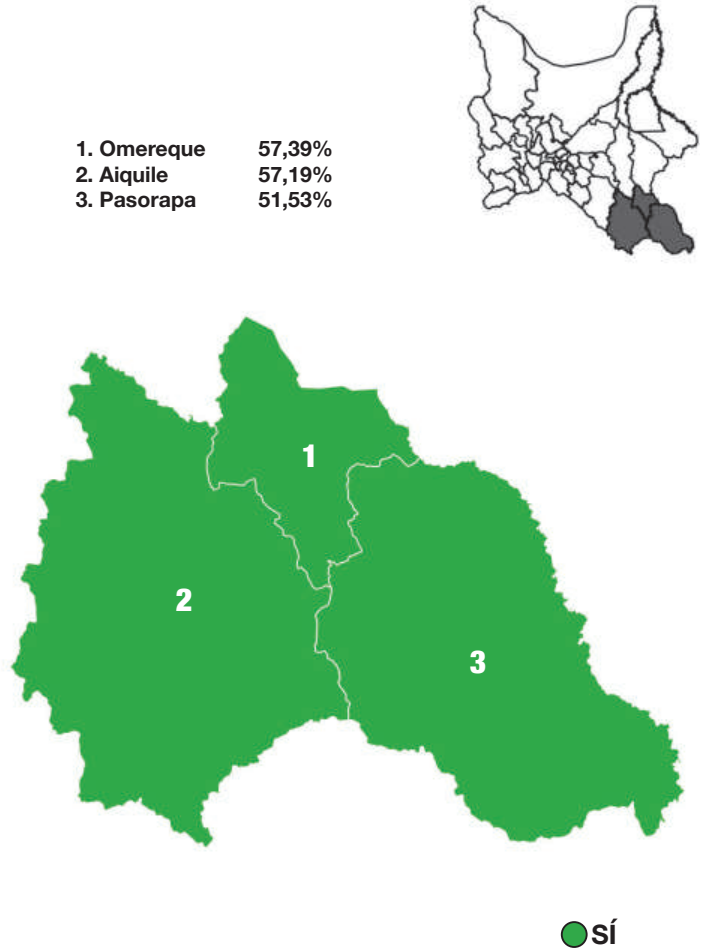 1. Omereque 57,39%
2. Aiquile 57,19%
3. Pasorapa 51,53%
1
2
3
SÍ